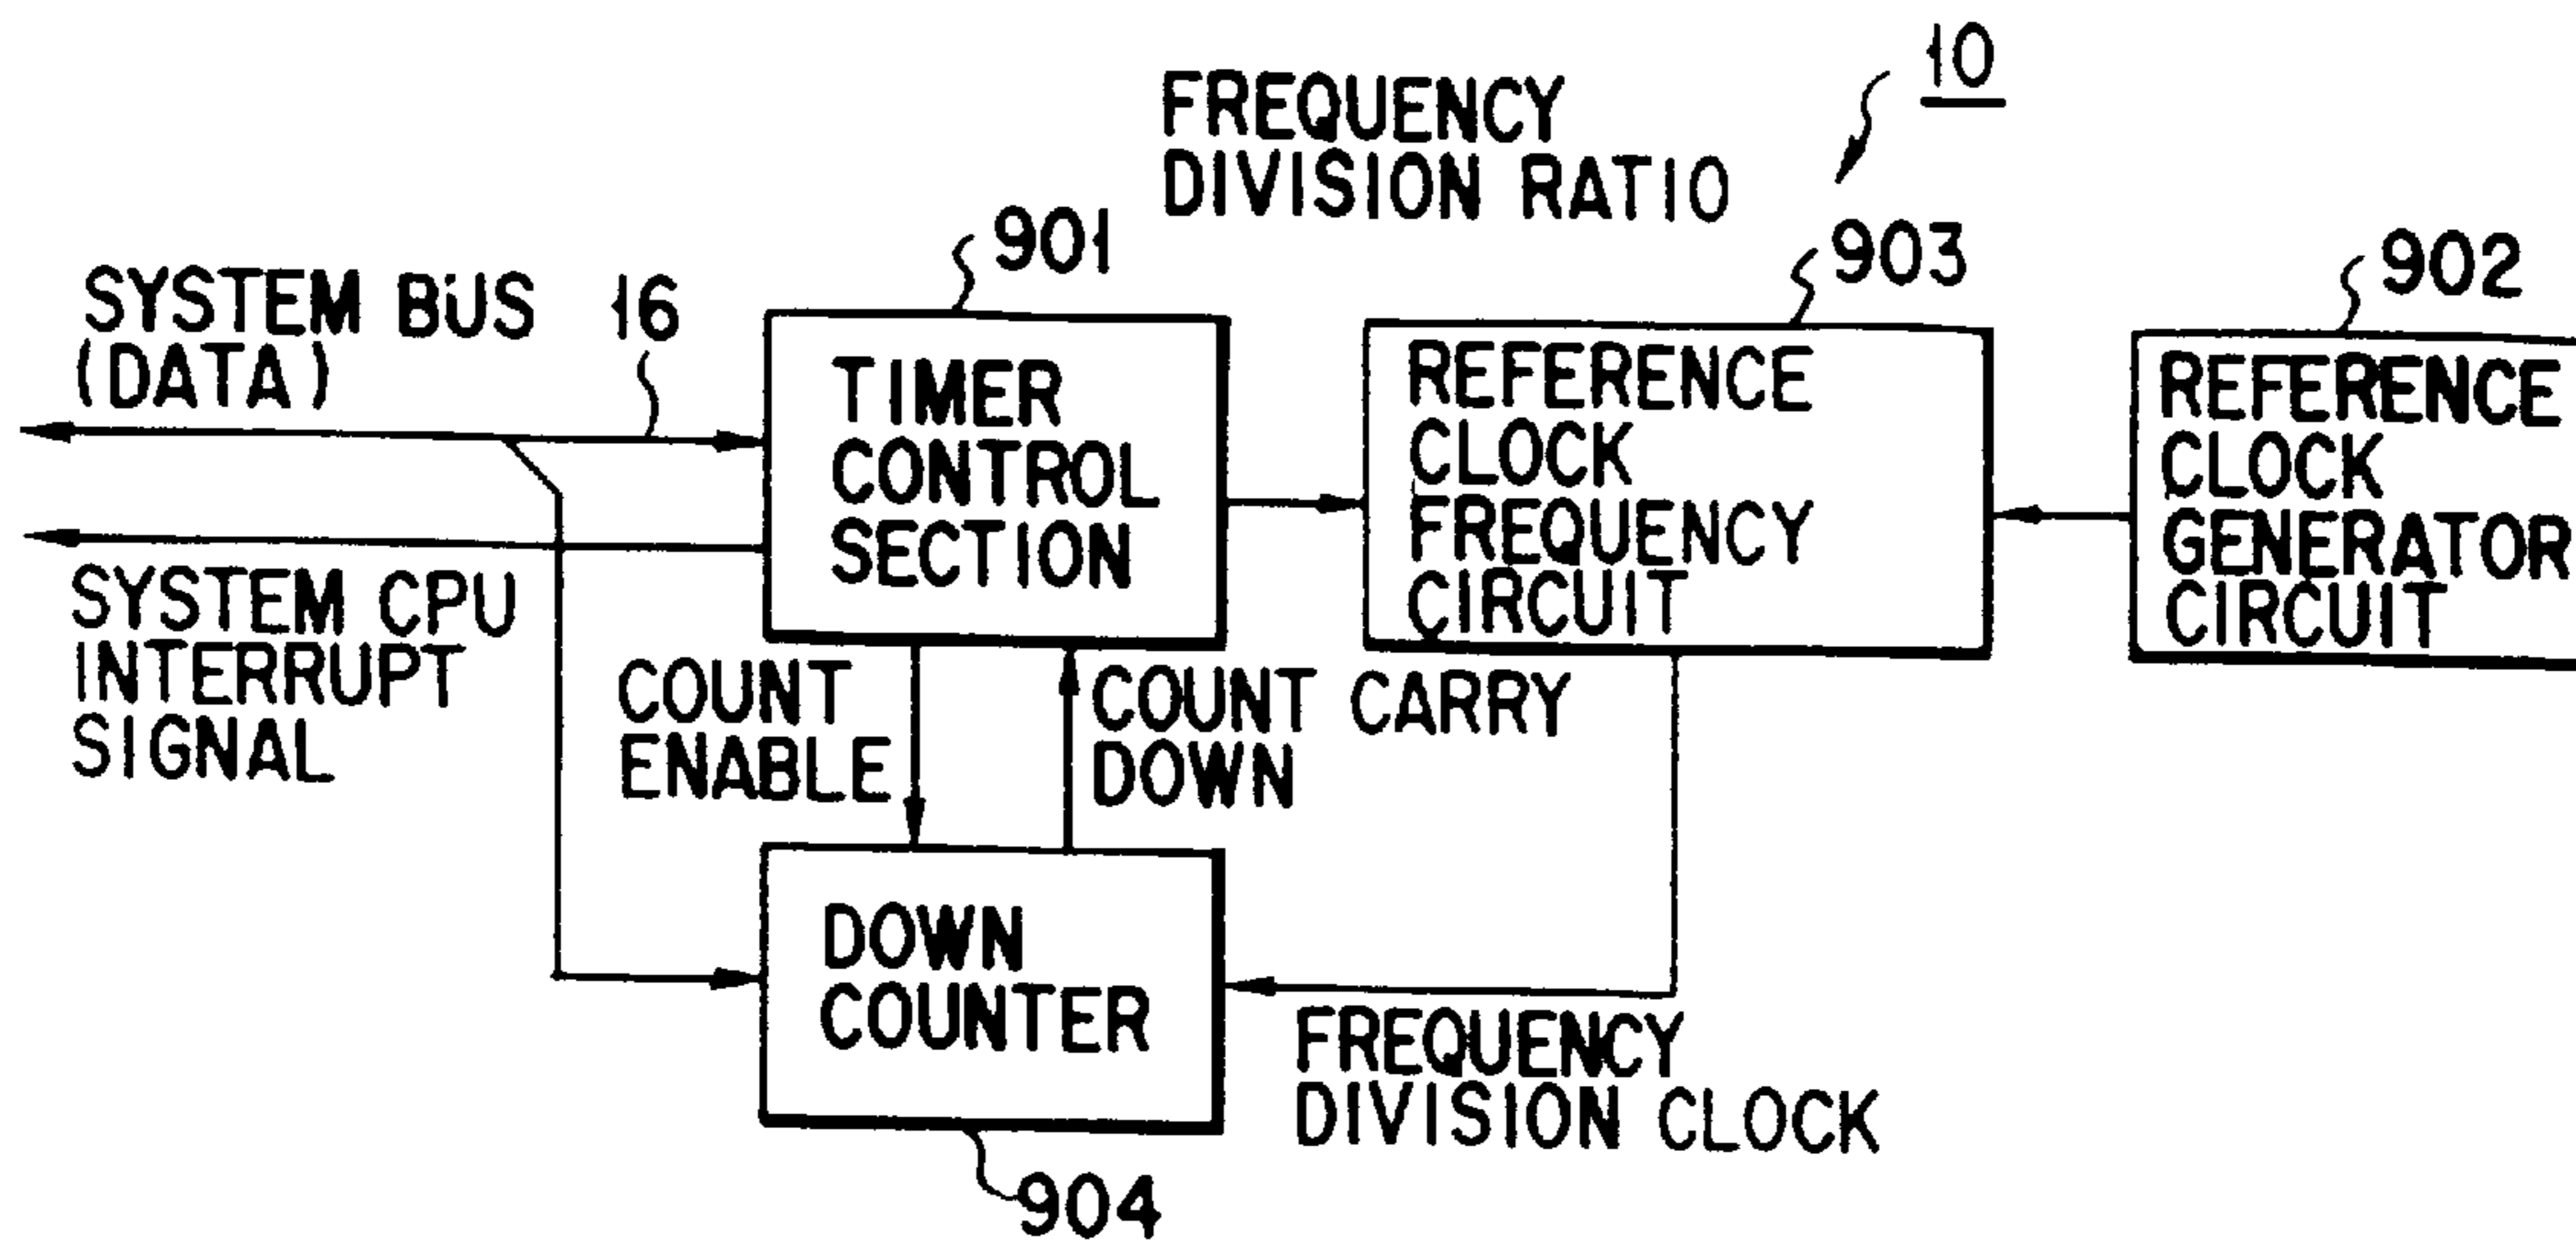 10
FREQUENCY
DIVISION RATIO
901
903
902
SYSTEM BUS
(DATA)
16
TIMER
CONTROL
SECTION
REFERENCE
CLOCK
FREQUENCY
CIRCUIT
REFERENCE
CLOCK
GENERATOR
CIRCUIT
SYSTEM CPU
INTERRUPT
SIGNAL
COUNT
ENABLE
COUNT CARRY
DOWN
DOWN
COUNTER
FREQUENCY
DIVISION CLOCK
904